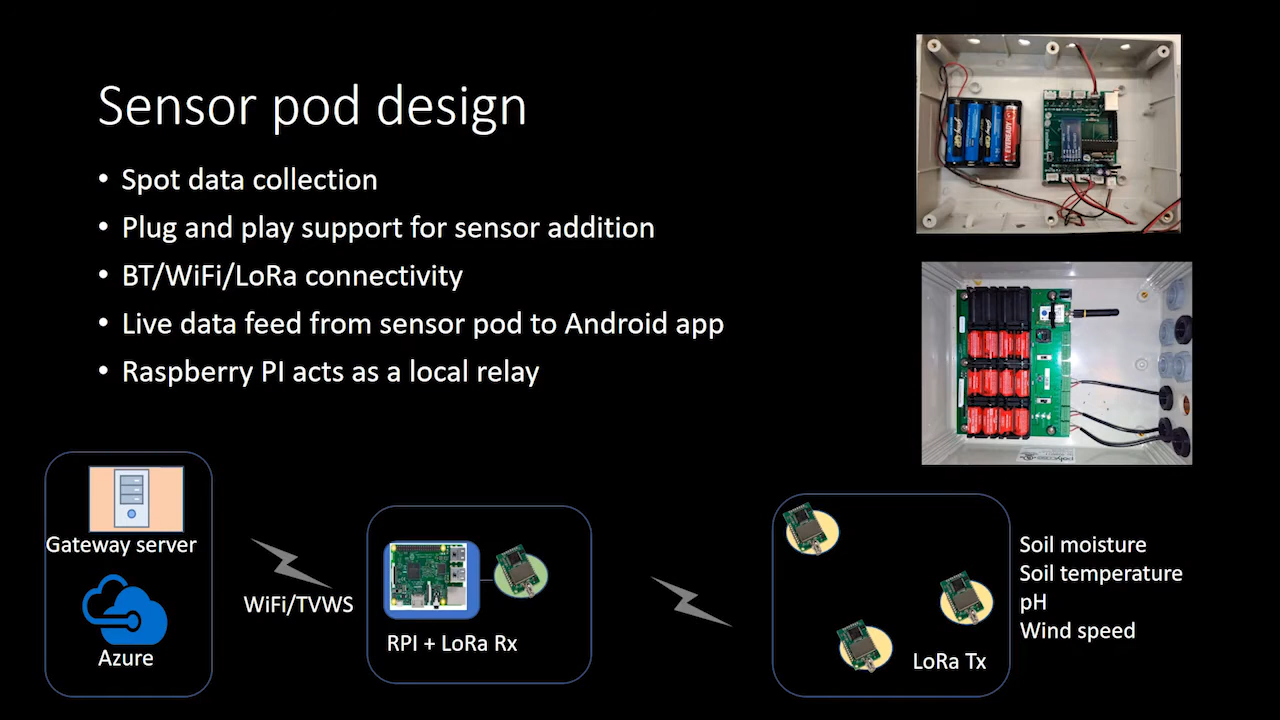 Sensor pod design
• Spot data collection
• Plug and play support for sensor addition
• BT/WiFi/LoRa connectivity
• Live data feed from sensor pod to Android app
• Raspberry PI acts as a local relay
EVEREADY
Gateway server
Azure
WiFi/TVWS
RPI + LoRa Rx
LoRa Tx
Soil moisture
Soil temperature
pH
Wind speed